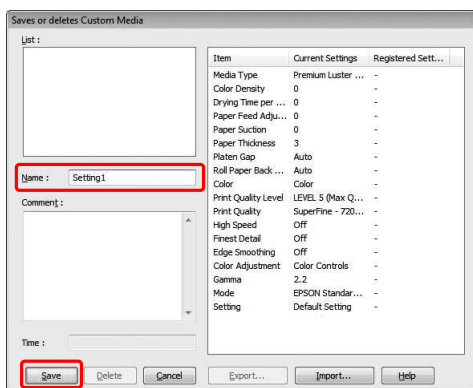 Saves or deletes Custom Media
List :
Name : Setting1
Comment :
Time :
Item Current Settings Registered Sett...
Media Type Premium Luster ... -
Color Density 0 -
Drying Time per ... 0 -
Paper Feed Adju... 0 -
Paper Suction 0 -
Paper Thickness 3 -
Platen Gap Auto -
Roll Paper Back ... Auto -
Color Color -
Print Quality Level LEVEL 5 (Max Q... -
Print Quality SuperFine - 720... -
High Speed Off -
Finest Detail Off -
Edge Smoothing Off -
Color Adjustment Color Controls -
Gamma 2.2 -
Mode EPSON Standar... -
Setting Default Setting -
Save Delete Cancel Export... Import... Help